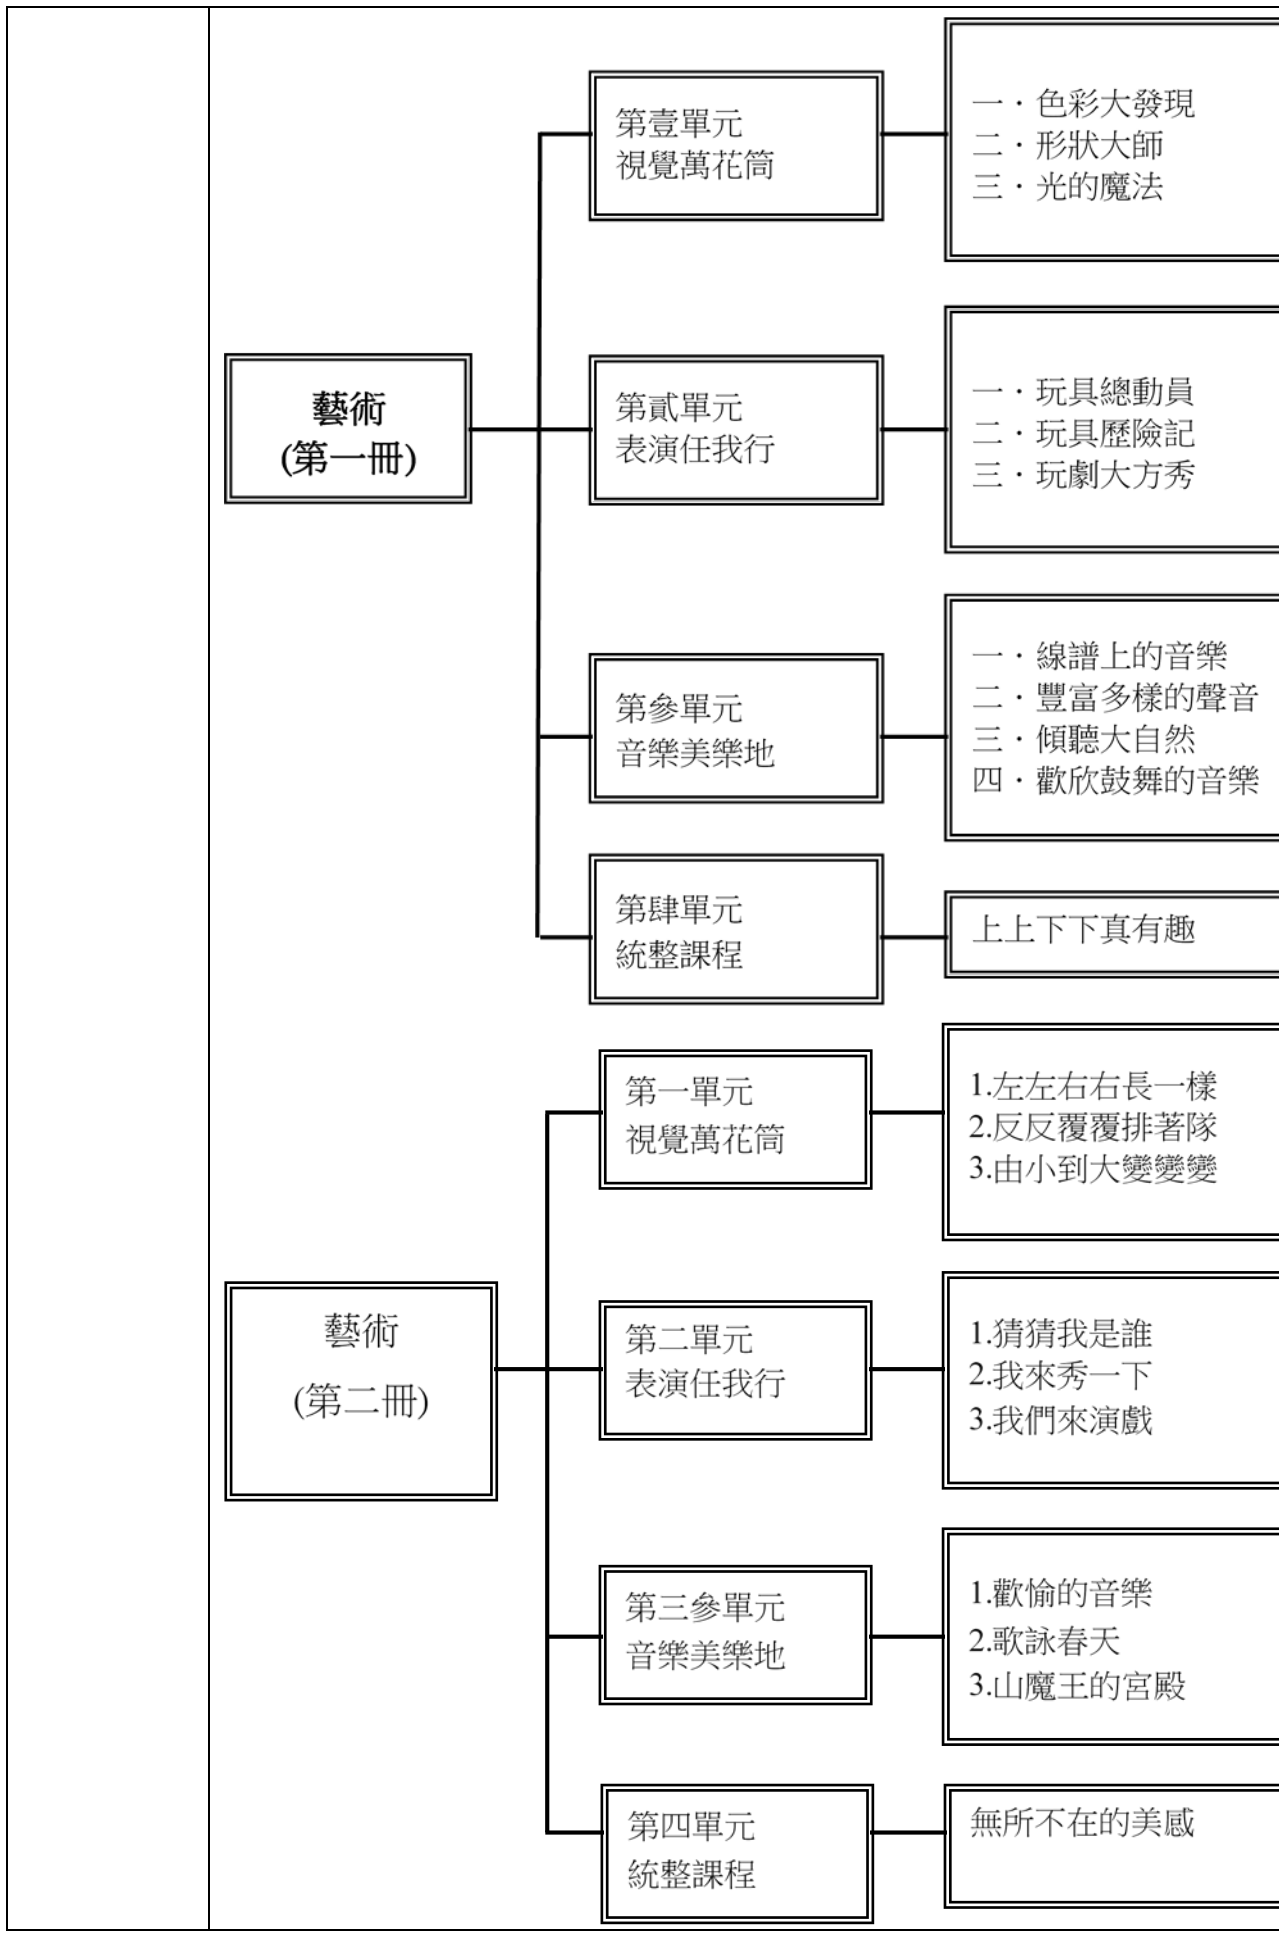 藝術
(第一冊)
第壹單元
視覺萬花筒
一．色彩大發現
二．形狀大師
三．光的魔法
第貳單元
表演任我行
一．玩具總動員
二．玩具歷險記
三．玩劇大方秀
第參單元
音樂美樂地
一．線譜上的音樂
二．豐富多樣的聲音
三．傾聽大自然
四．歡欣鼓舞的音樂
第肆單元
統整課程
上上下下真有趣
藝術
(第二冊)
第一單元
視覺萬花筒
1.左左右右長一樣
2.反反覆覆排著隊
3.由小到大變變變
第二單元
表演任我行
1.猜猜我是誰
2.我來秀一下
3.我們來演戲
第三參單元
音樂美樂地
1.歡愉的音樂
2.歌詠春天
3.山魔王的宮殿
第四單元
統整課程
無所不在的美感